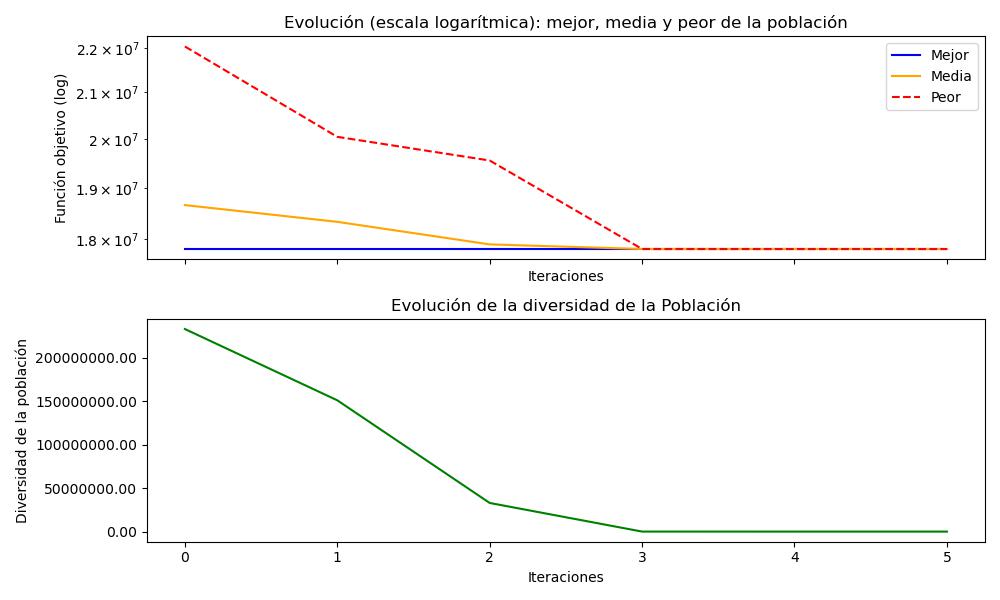 Evolución (escala logarítmica): mejor, media y peor de la población
Función objetivo (log)
2.2 × 10⁷
2.1 × 10⁷
2 × 10⁷
1.9 × 10⁷
1.8 × 10⁷
Mejor
Media
Peor
Iteraciones
Evolución de la diversidad de la Población
Diversidad de la población
200000000.00
150000000.00
100000000.00
50000000.00
0.00
0 1 2 3 4 5
Iteraciones